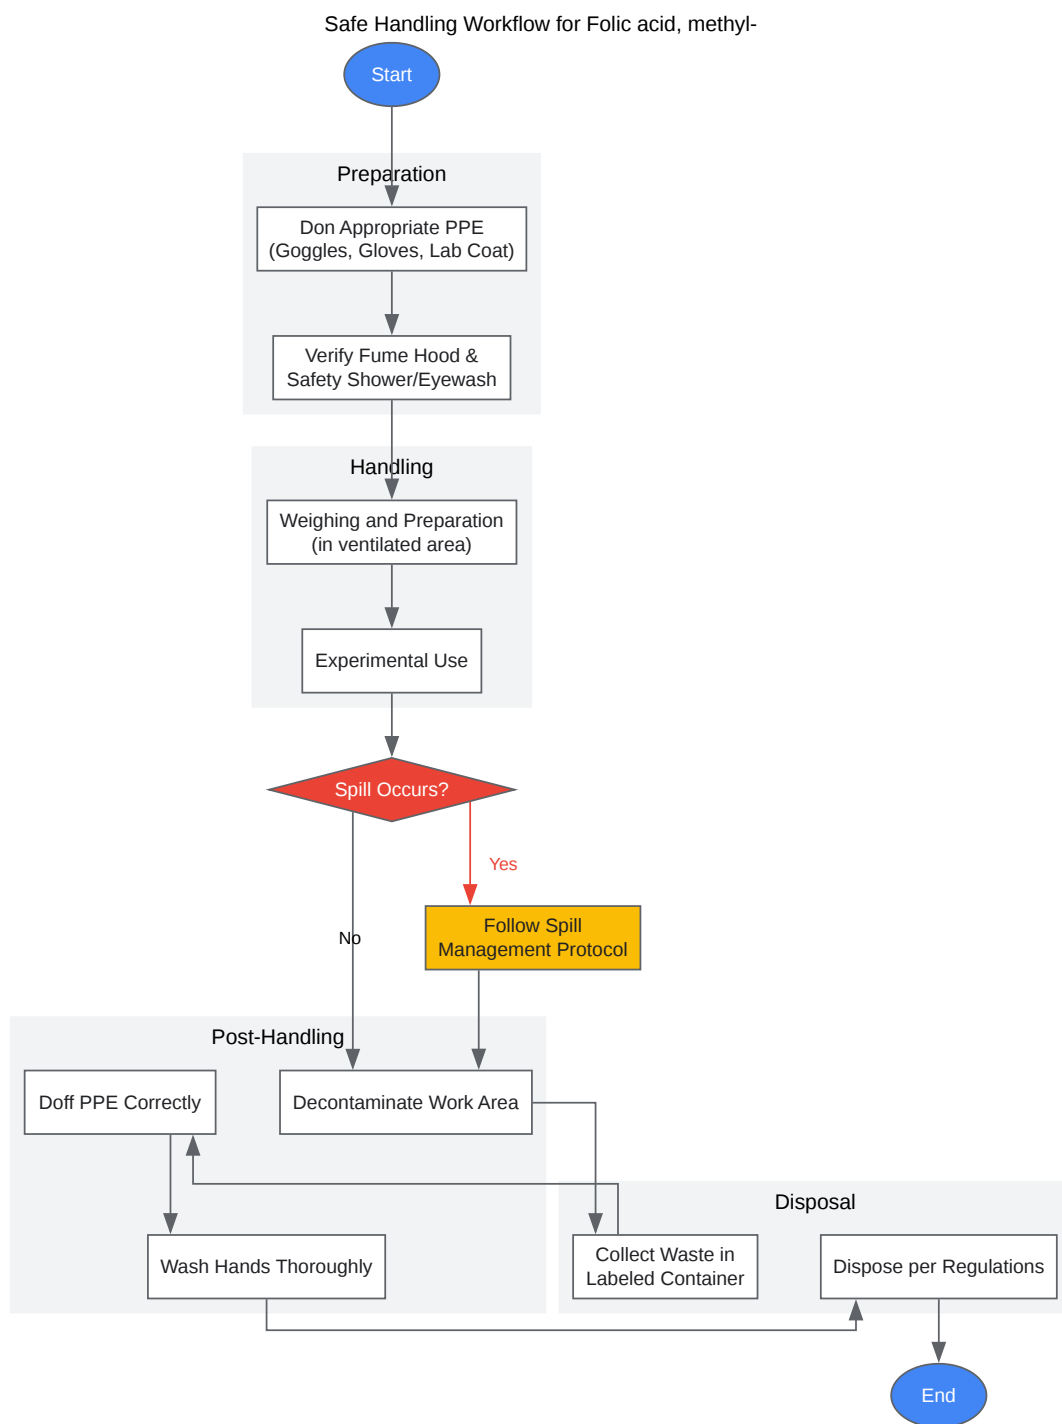 Safe Handling Workflow for Folic acid, methyl-
Start
Preparation
Don Appropriate PPE
(Goggles, Gloves, Lab Coat)
Verify Fume Hood &
Safety Shower/Eyewash
Handling
Weighing and Preparation
(in ventilated area)
Experimental Use
Spill Occurs?
Yes
No
Follow Spill
Management Protocol
Post-Handling
Doff PPE Correctly
Decontaminate Work Area
Disposal
Wash Hands Thoroughly
Collect Waste in
Labeled Container
Dispose per Regulations
End